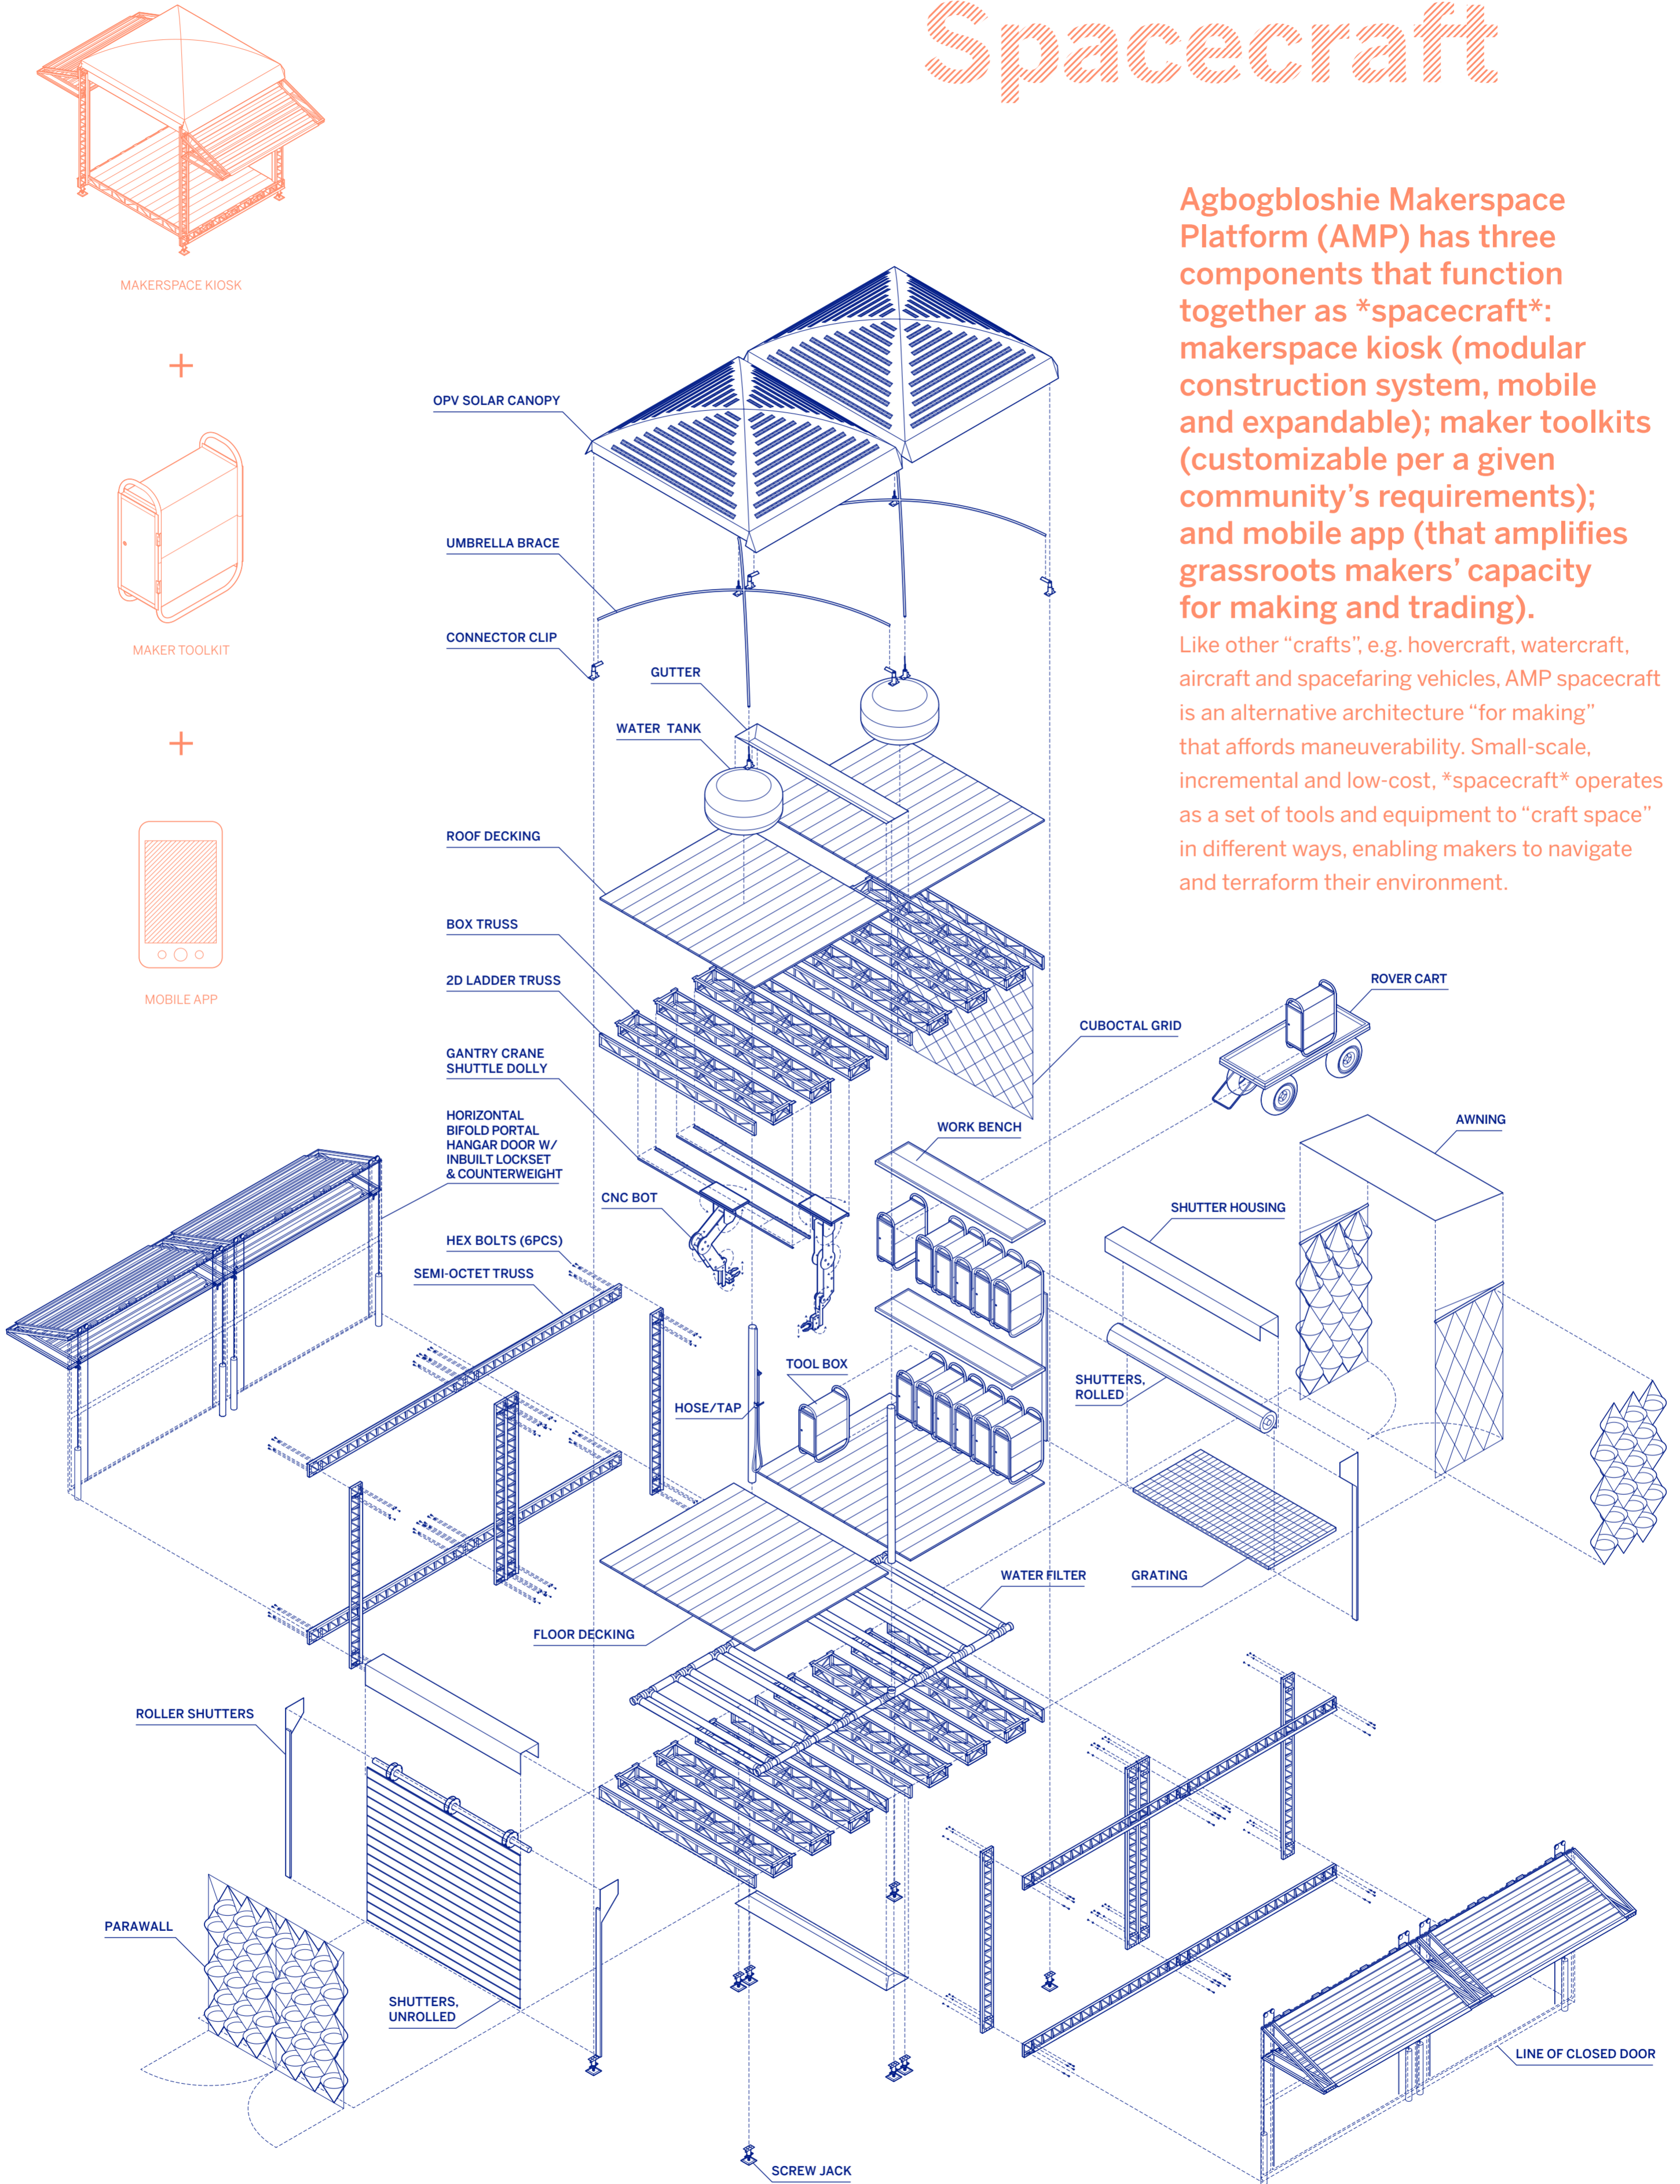 Spacecraft
MAKERSPACE KIOSK
+
MAKER TOOLKIT
+
MOBILE APP
Agbogbloshie Makerspace
Platform (AMP) has three
components that function
together as *spacecraft*:
makerspace kiosk (modular
construction system, mobile
and expandable); maker toolkits
(customizable per a given
community’s requirements);
and mobile app (that amplifies
grassroots makers’ capacity
for making and trading).
Like other “crafts”, e.g. hovercraft, watercraft,
aircraft and spacefaring vehicles, AMP spacecraft
is an alternative architecture “for making”
that affords maneuverability. Small-scale,
incremental and low-cost, *spacecraft* operates
as a set of tools and equipment to “craft space”
in different ways, enabling makers to navigate
and terraform their environment.
OPV SOLAR CANOPY
UMBRELLA BRACE
CONNECTOR CLIP
GUTTER
WATER TANK
ROOF DECKING
BOX TRUSS
2D LADDER TRUSS
GANTRY CRANE
SHUTTLE DOLLY
HORIZONTAL
BIFOLD PORTAL
HANGAR DOOR W/
INBUILT LOCKSET
& COUNTERWEIGHT
CNC BOT
HEX BOLTS (6PCS)
SEMI-OCTET TRUSS
ROVER CART
CUBOCTAL GRID
WORK BENCH
AWNING
SHUTTER HOUSING
TOOL BOX
HOSE/TAP
SHUTTERS,
ROLLED
WATER FILTER
GRATING
FLOOR DECKING
ROLLER SHUTTERS
PARAWALL
SHUTTERS,
UNROLLED
LINE OF CLOSED DOOR
SCREW JACK